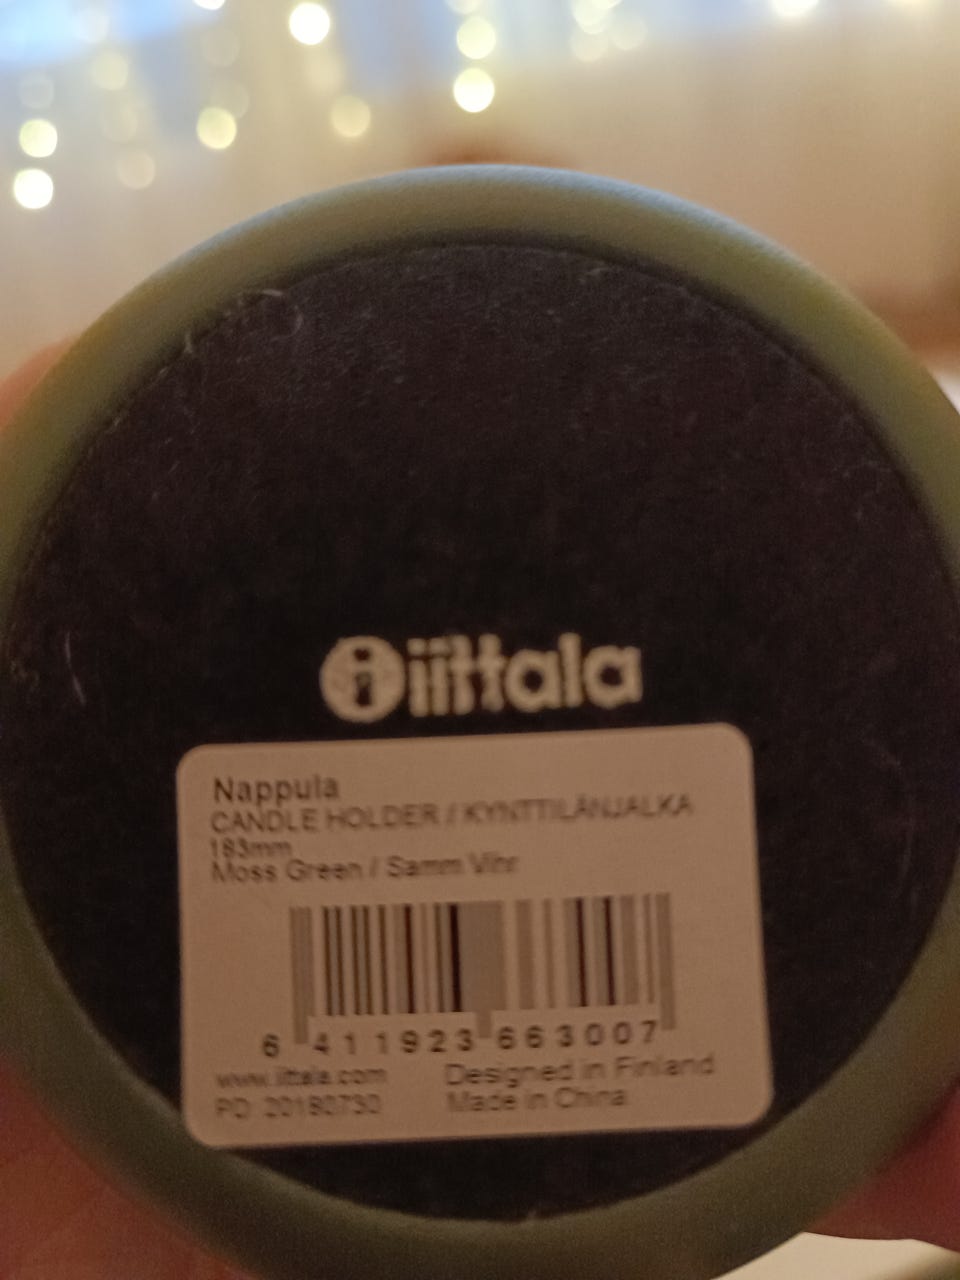 iittala
Nappula
CANDLE HOLDER / KYNTTILÄNJALKA
183mm
Moss Green / Samm Vihr
6 411923 663007
www.iittala.com
Designed in Finland
PO: 20180730
Made in China